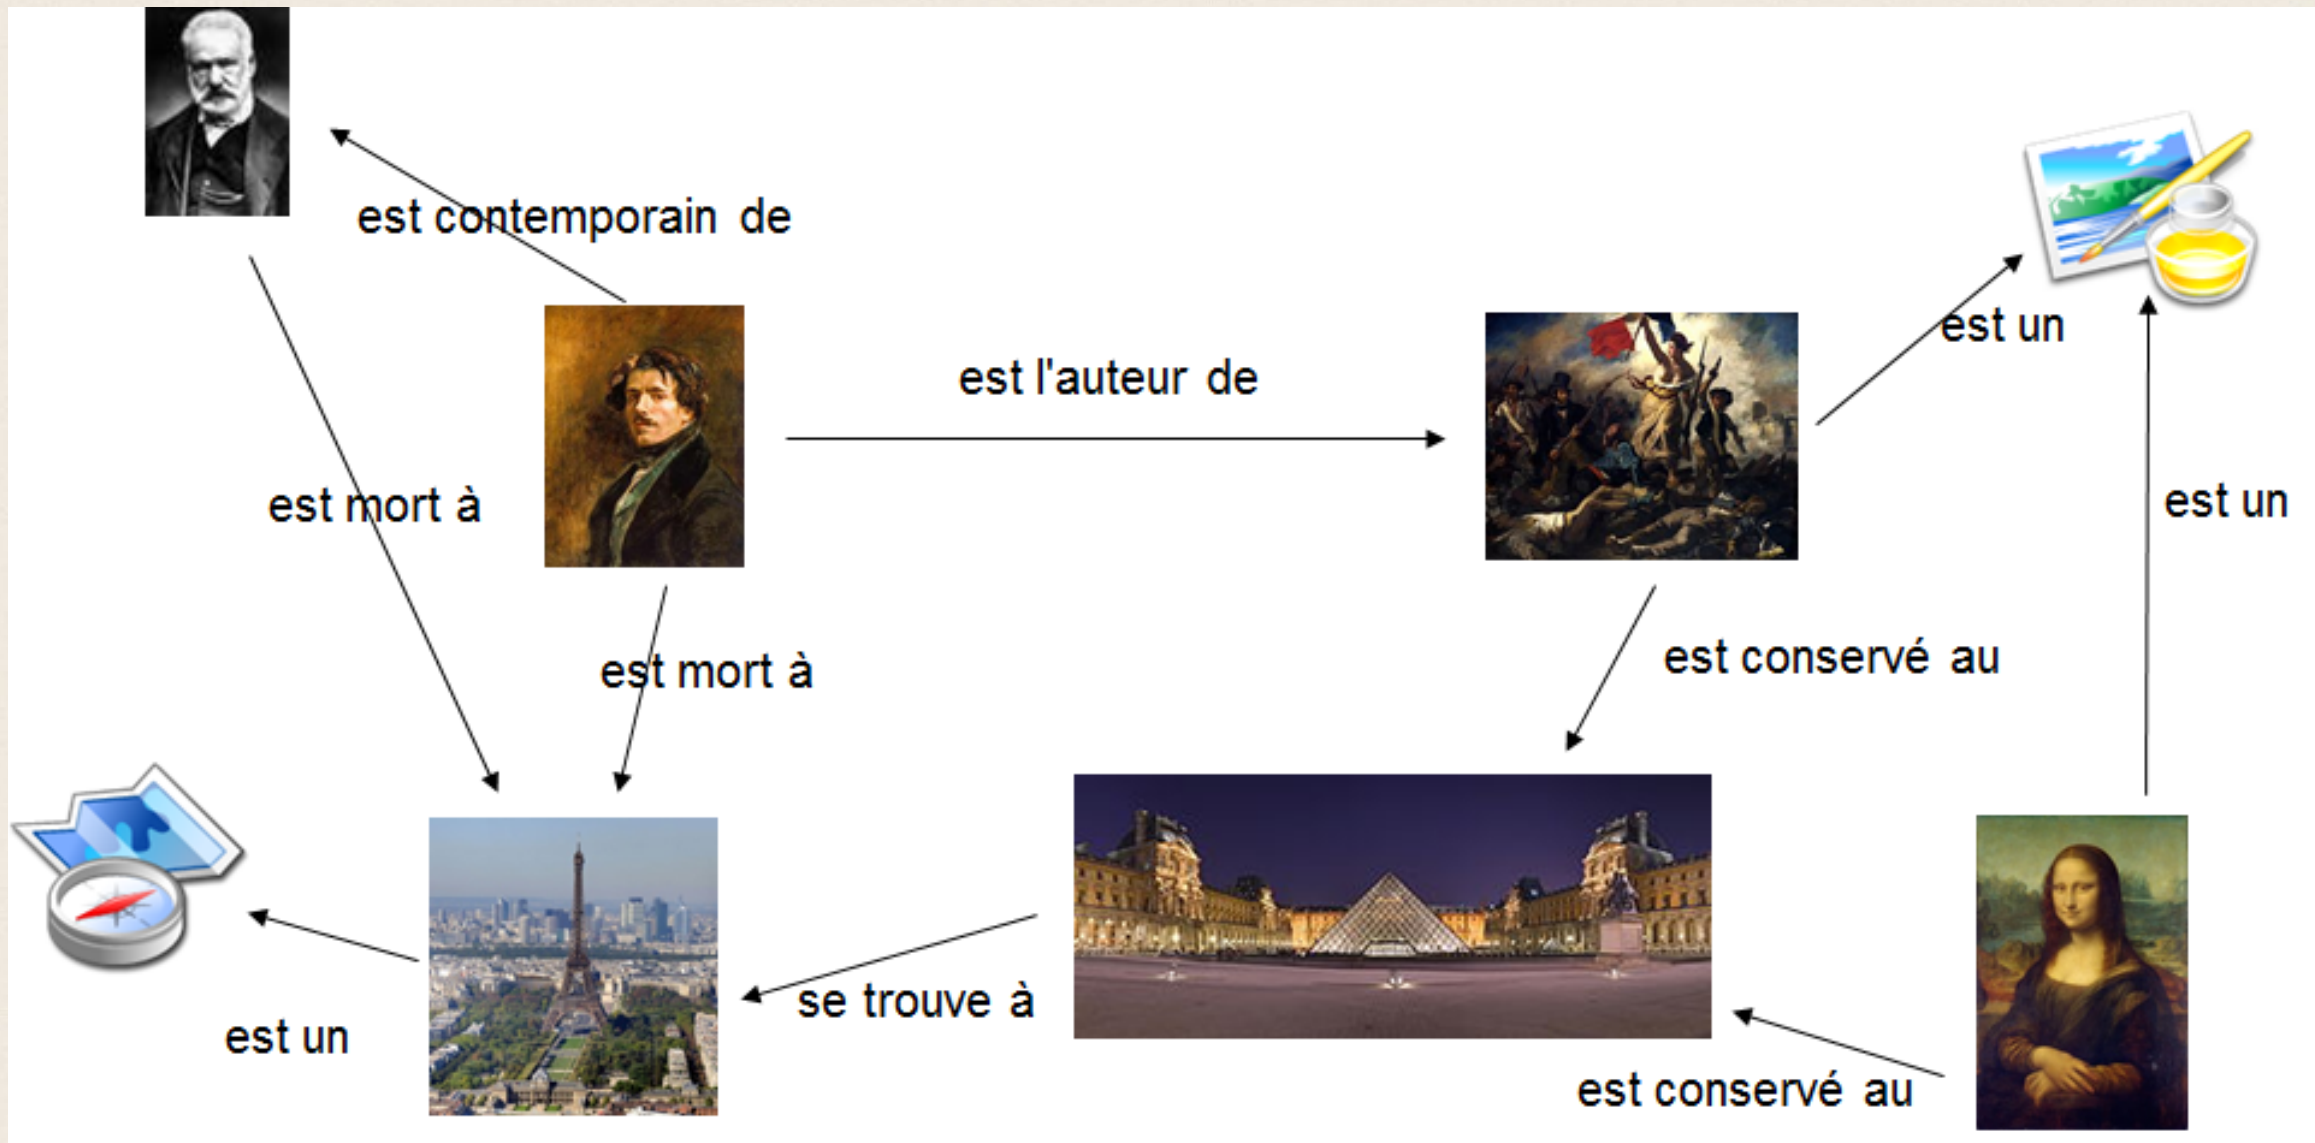 est contemporain de
est un
est l'auteur de
est mort à
est un
est mort à
est conservé au
se trouve à
est un
est conservé au